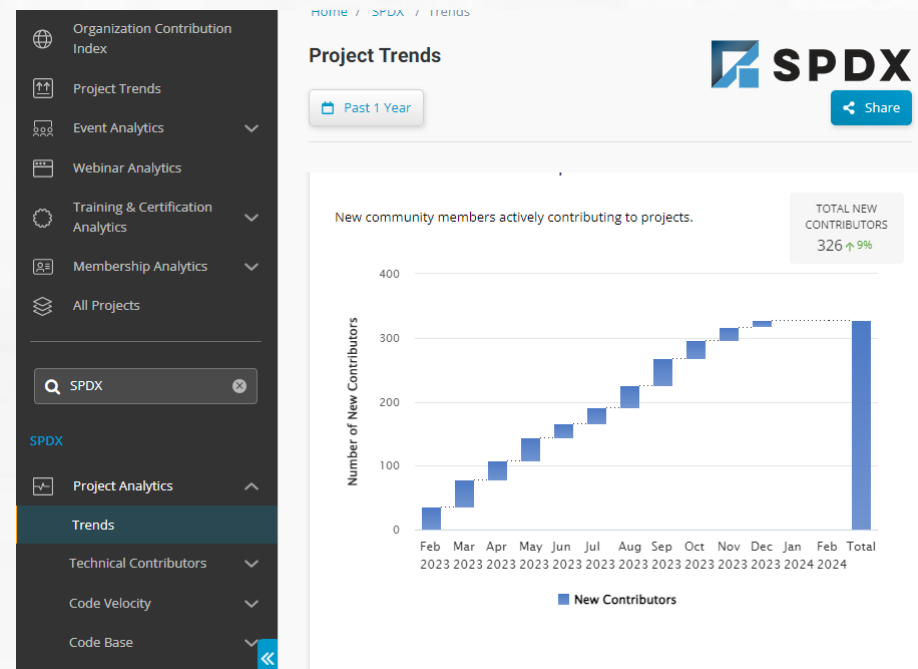 Organization Contribution
Index
Project Trends
Event Analytics
Webinar Analytics
Training & Certification
Analytics
Membership Analytics
All Projects
SPDX
SPDX
Project Analytics
Trends
Technical Contributors
Code Velocity
Code Base
Home / SPDX / Trends
Project Trends
SPDX
Past 1 Year
Share
New community members actively contributing to projects.
TOTAL NEW
CONTRIBUTORS
326 ↑ 9%
Number of New Contributors
400
300
200
100
0
Feb Mar Apr May Jun Jul Aug Sep Oct Nov Dec Jan Feb Total
2023 2023 2023 2023 2023 2023 2023 2023 2023 2023 2023 2024 2024
New Contributors